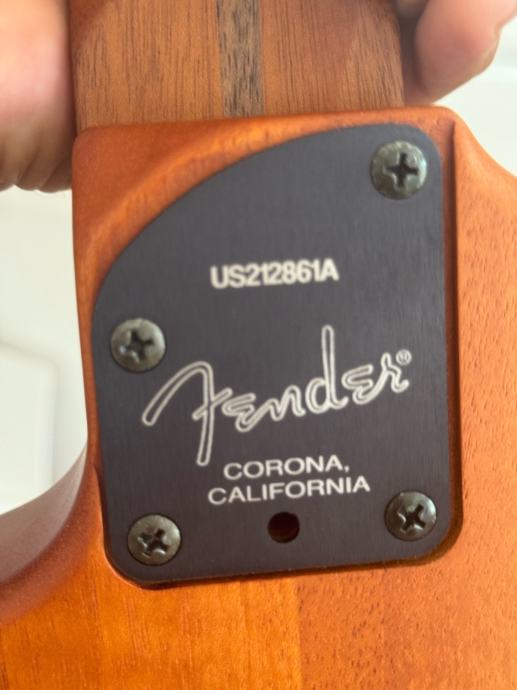 US212861A
Fender®
CORONA,
CALIFORNIA